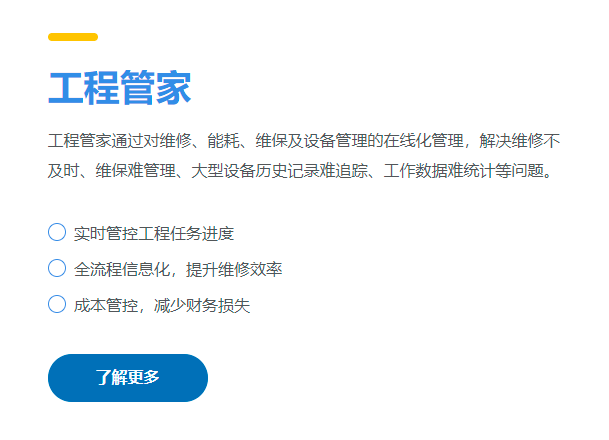 工程管家
工程管家通过对维修、能耗、维保及设备管理的在线化管理，解决维修不
及时、维保难管理、大型设备历史记录难追踪、工作数据难统计等问题。
实时管控工程任务进度
全流程信息化，提升维修效率
成本管控，减少财务损失
了解更多